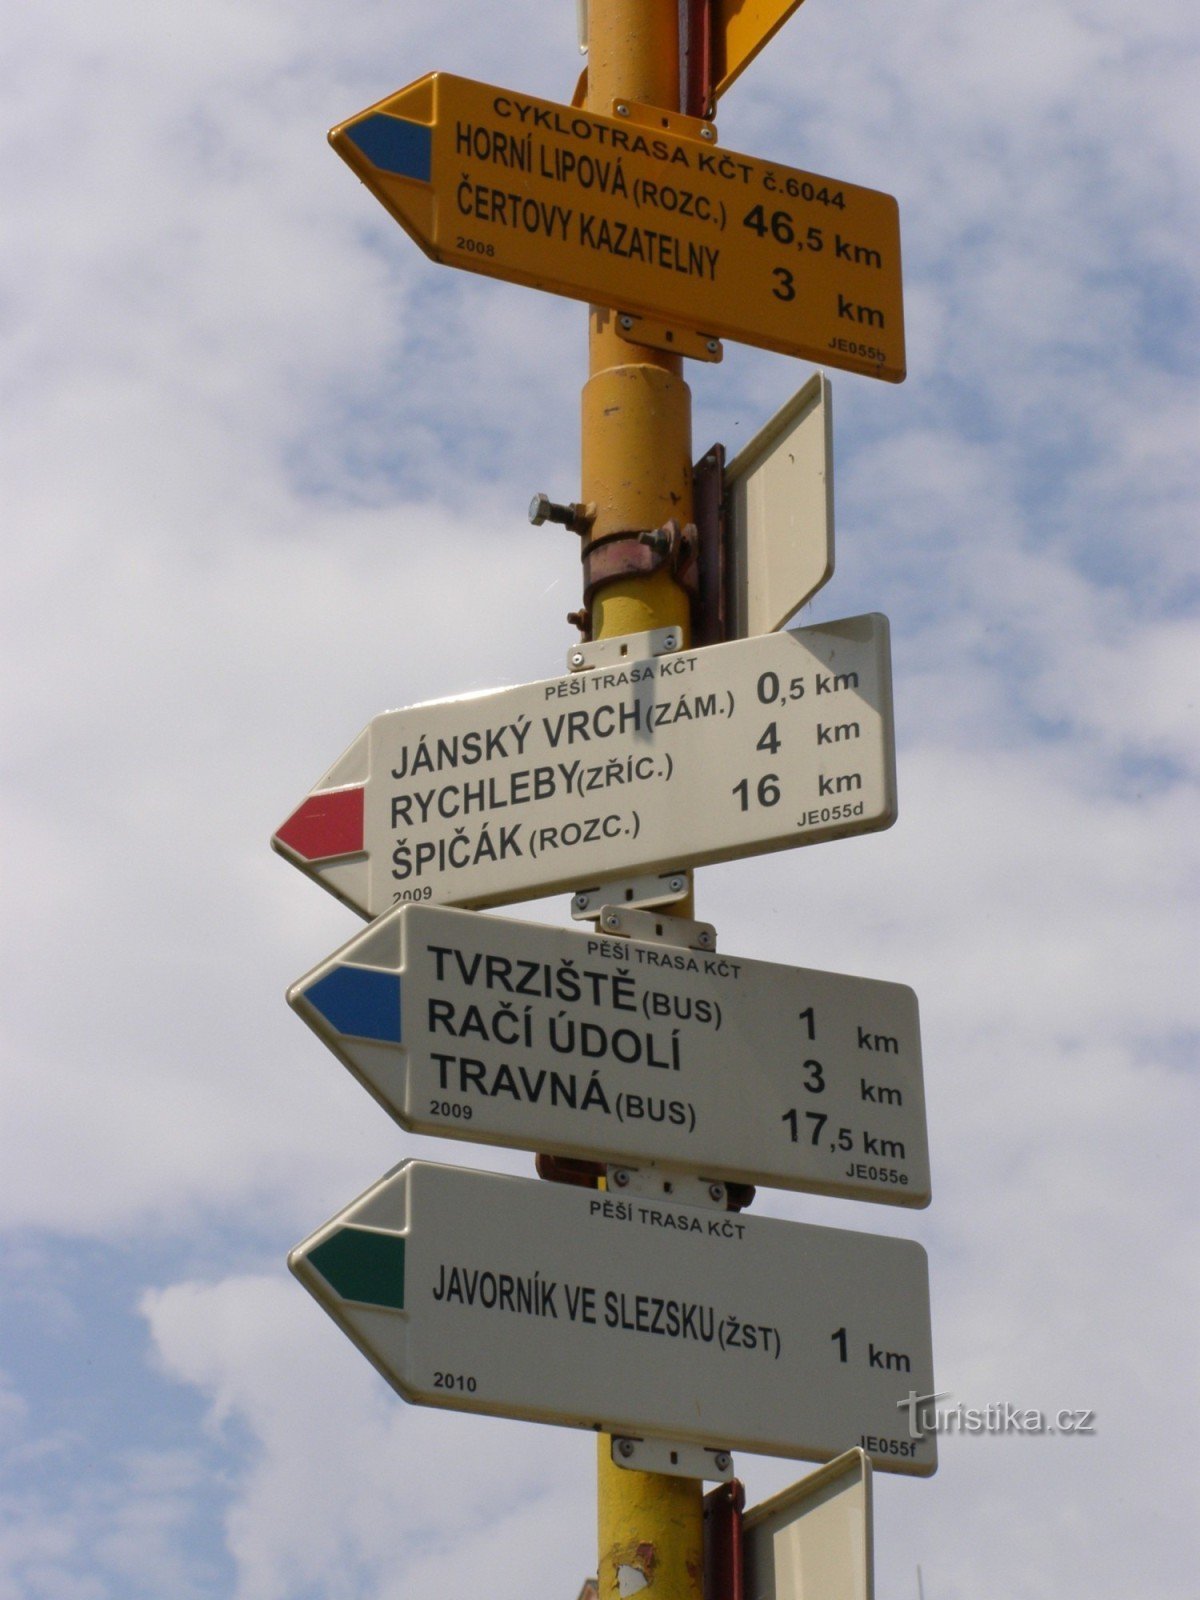 CYKLOTRASA KČT č.6044
HORNÍ LIPOVÁ (ROZC.) 46,5 km
ČERTOVY KAZATELNY 3 km
2008
JE055b
PĚŠÍ TRASA KČT
JÁNSKÝ VRCH (ZÁM.) 0,5 km
RYCHLEBY (ZŘÍC.) 4 km
ŠPIČÁK (ROZC.) 16 km
2009
JE055d
PĚŠÍ TRASA KČT
TVRZIŠTĚ (BUS) 1 km
RAČÍ ÚDOLÍ 3 km
TRAVNÁ (BUS) 17,5 km
2009
JE055e
PĚŠÍ TRASA KČT
JAVORNÍK VE SLEZSKU (ŽST) 1 km
2010
JE055f
Turistika.cz